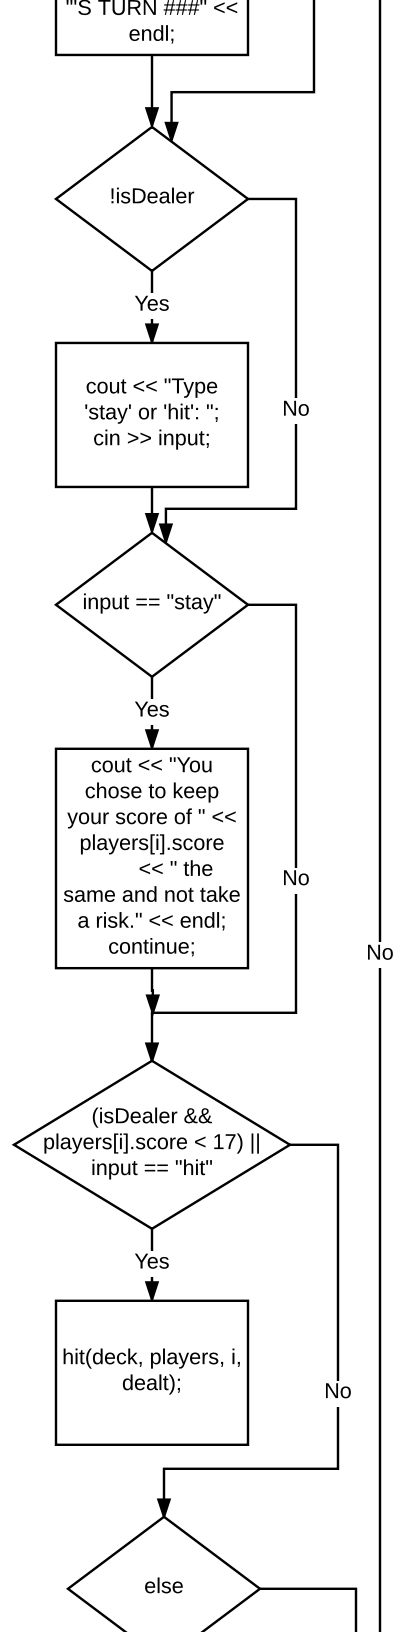 "'S TURN ###" <<
endl;
!isDealer
Yes
cout << "Type
'stay' or 'hit': ";
cin >> input;
No
input == "stay"
Yes
cout << "You
chose to keep
your score of " <<
players[i].score
<< " the
same and not take
a risk." << endl;
continue;
No
No
(isDealer &&
players[i].score < 17) ||
input == "hit"
Yes
hit(deck, players, i,
dealt);
No
else